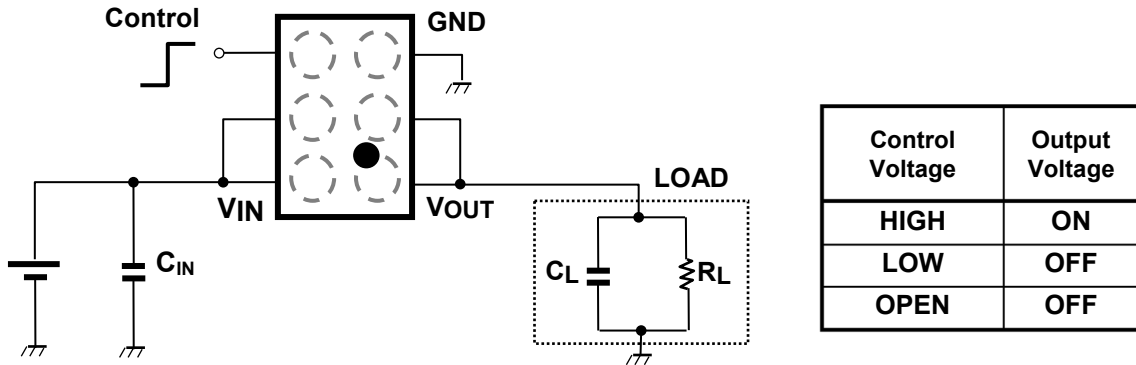 Control
GND
VIN
VOUT
CIN
LOAD
CL
RL
Control Voltage
Output Voltage
HIGH
ON
LOW
OFF
OPEN
OFF